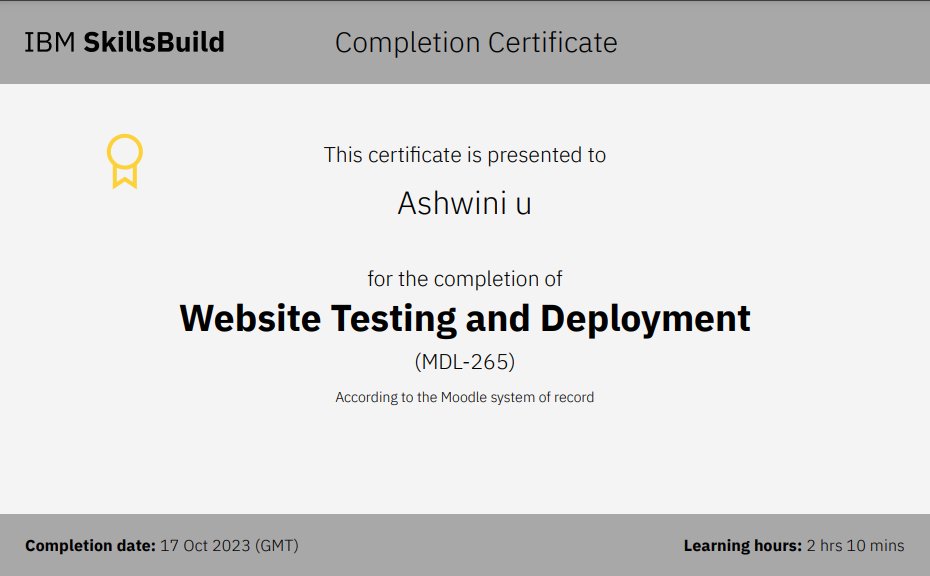 IBM SkillsBuild
Completion Certificate
This certificate is presented to
Ashwini u
for the completion of
Website Testing and Deployment
(MDL-265)
According to the Moodle system of record
Completion date: 17 Oct 2023 (GMT)
Learning hours: 2 hrs 10 mins